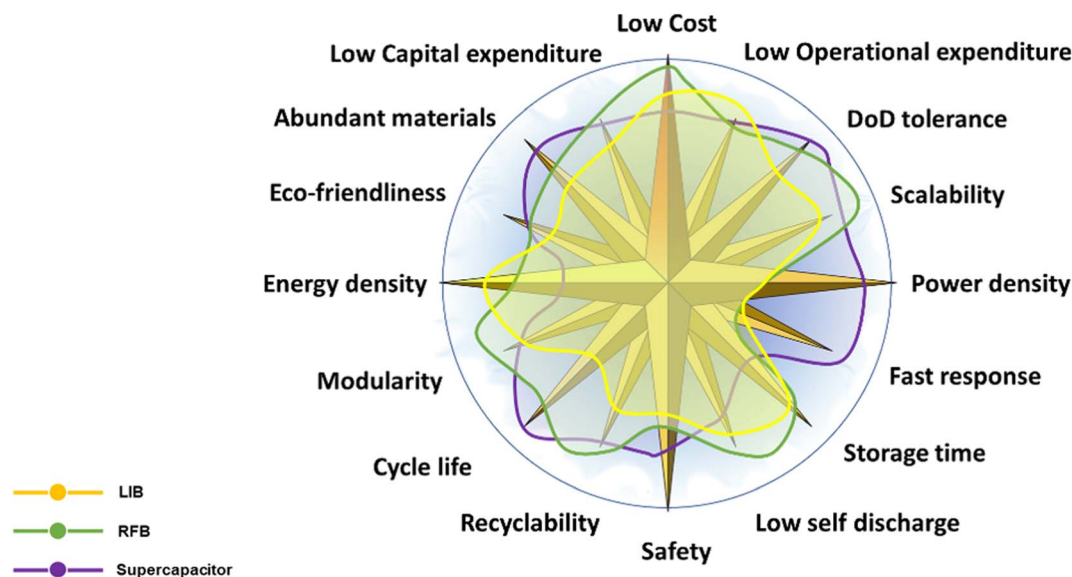 Low Cost
Low Capital expenditure
Low Operational expenditure
Abundant materials
DoD tolerance
Eco-friendliness
Scalability
Energy density
Power density
Modularity
Fast response
Cycle life
Storage time
Recyclability
Low self discharge
Safety
LIB
RFB
Supercapacitor